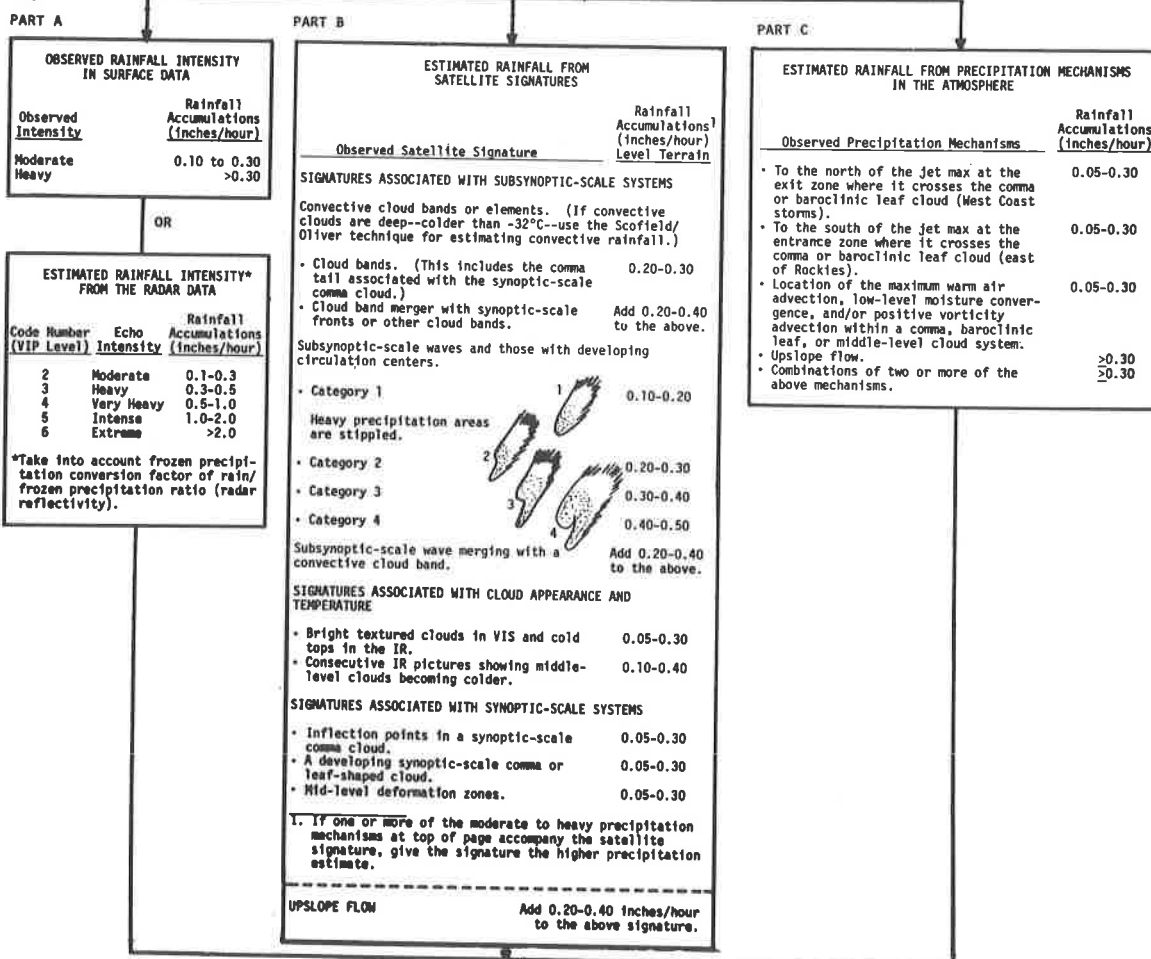 PART A
OBSERVED RAINFALL INTENSITY
IN SURFACE DATA
Observed
Intensity
Rainfall
Accumulations
(inches/hour)
Moderate 0.10 to 0.30
Heavy >0.30
OR
ESTIMATED RAINFALL INTENSITY*
FROM THE RADAR DATA
Code Number
(VIP Level)
Echo
Intensity
Rainfall
Accumulations
(inches/hour)
2 Moderate 0.1-0.3
3 Heavy 0.3-0.5
4 Very Heavy 0.5-1.0
5 Intense 1.0-2.0
6 Extreme >2.0
*Take into account frozen precipi-
tation conversion factor of rain/
frozen precipitation ratio (radar
reflectivity).
PART B
ESTIMATED RAINFALL FROM
SATELLITE SIGNATURES
Observed Satellite Signature
Rainfall
Accumulations1
(inches/hour)
Level Terrain
SIGNATURES ASSOCIATED WITH SUBSYNOPTIC-SCALE SYSTEMS
Convective cloud bands or elements. (If convective
clouds are deep--colder than -32°C--use the Scofield/
Oliver technique for estimating convective rainfall.)
• Cloud bands. (This includes the comma 0.20-0.30
tail associated with the synoptic-scale
comma cloud.)
• Cloud band merger with synoptic-scale Add 0.20-0.40
fronts or other cloud bands. to the above.
Subsynoptic-scale waves and those with developing
circulation centers.
• Category 1 1 0.10-0.20
Heavy precipitation areas
are stippled.
2
• Category 2 0.20-0.30
• Category 3 0.30-0.40
3
• Category 4 0.40-0.50
4
Subsynoptic-scale wave merging with a Add 0.20-0.40
convective cloud band. to the above.
SIGNATURES ASSOCIATED WITH CLOUD APPEARANCE AND
TEMPERATURE
• Bright textured clouds in VIS and cold 0.05-0.30
tops in the IR.
• Consecutive IR pictures showing middle- 0.10-0.40
level clouds becoming colder.
SIGNATURES ASSOCIATED WITH SYNOPTIC-SCALE SYSTEMS
• Inflection points in a synoptic-scale 0.05-0.30
comma cloud.
• A developing synoptic-scale comma or 0.05-0.30
leaf-shaped cloud.
• Mid-level deformation zones. 0.05-0.30
1. If one or more of the moderate to heavy precipitation
mechanisms at top of page accompany the satellite
signature, give the signature the higher precipitation
estimate.
UPSLOPE FLOW Add 0.20-0.40 inches/hour
to the above signature.
PART C
ESTIMATED RAINFALL FROM PRECIPITATION MECHANISMS
IN THE ATMOSPHERE
Observed Precipitation Mechanisms
Rainfall
Accumulations
(inches/hour)
• To the north of the jet max at the 0.05-0.30
exit zone where it crosses the comma
or baroclinic leaf cloud (West Coast
storms).
• To the south of the jet max at the 0.05-0.30
entrance zone where it crosses the
comma or baroclinic leaf cloud (east
of Rockies).
• Location of the maximum warm air 0.05-0.30
advection, low-level moisture conver-
gence, and/or positive vorticity
advection within a comma, baroclinic
leaf, or middle-level cloud system.
• Upslope flow. ≥0.30
• Combinations of two or more of the ≥0.30
above mechanisms.